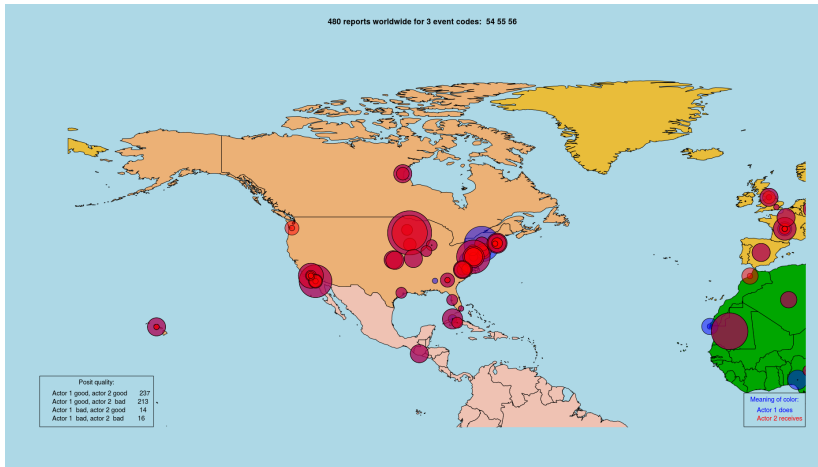 480 reports worldwide for 3 event codes: 54 55 56
Posit quality:
Actor 1 good, actor 2 good 237
Actor 1 good, actor 2 bad 213
Actor 1 bad, actor 2 good 14
Actor 1 bad, actor 2 bad 16
Meaning of color:
Actor 1 does
Actor 2 receives